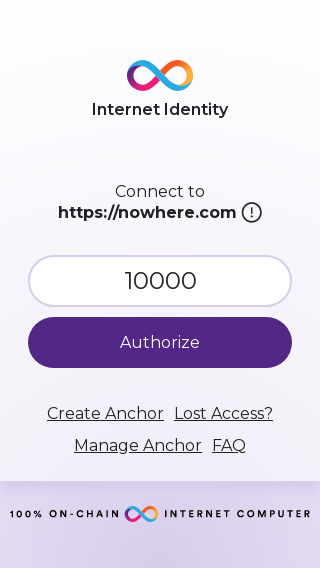 Internet Identity
Connect to
https://nowhere.com
10000
Authorize
Create Anchor Lost Access?
Manage Anchor FAQ
100% ON-CHAIN INTERNET COMPUTER